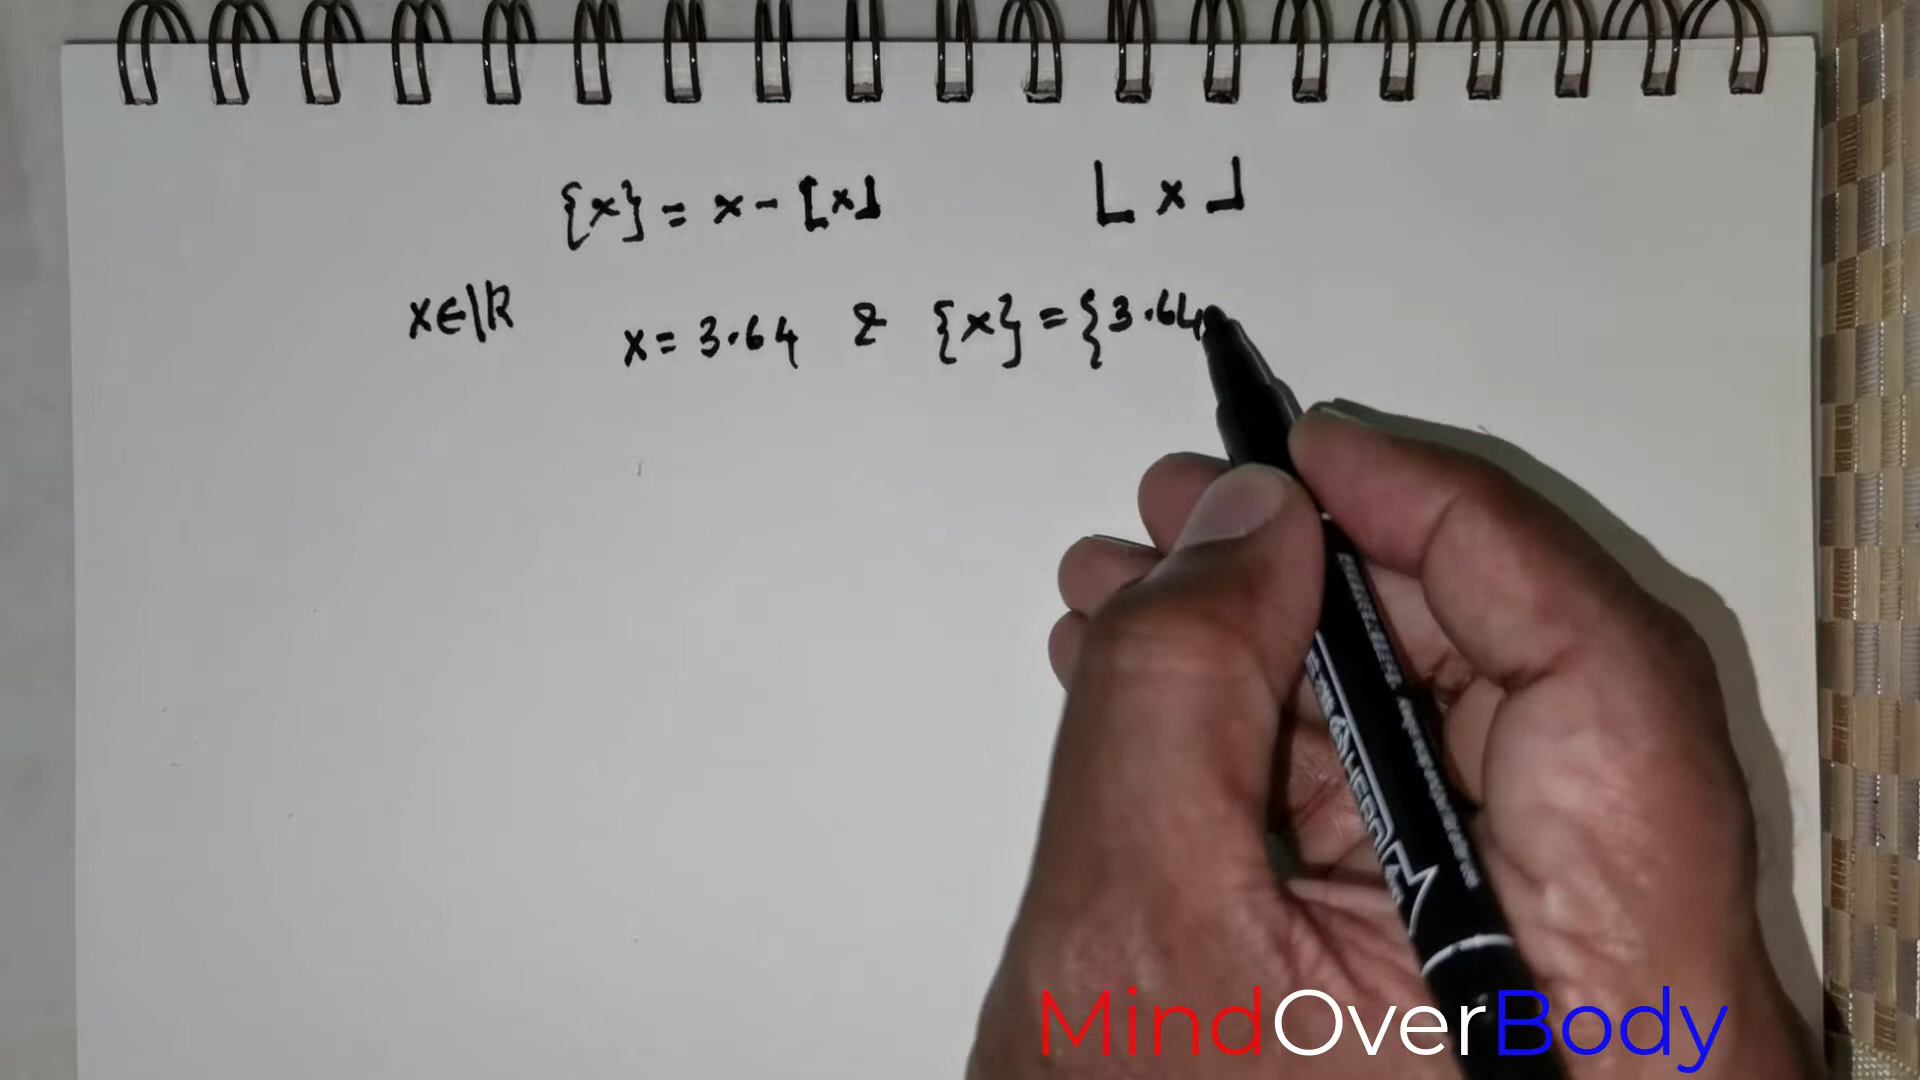 {x} = x - ⌊x⌋ ⌊x⌋
x∈ℝ x = 3.64 & {x} = {3.64
MindOverBody